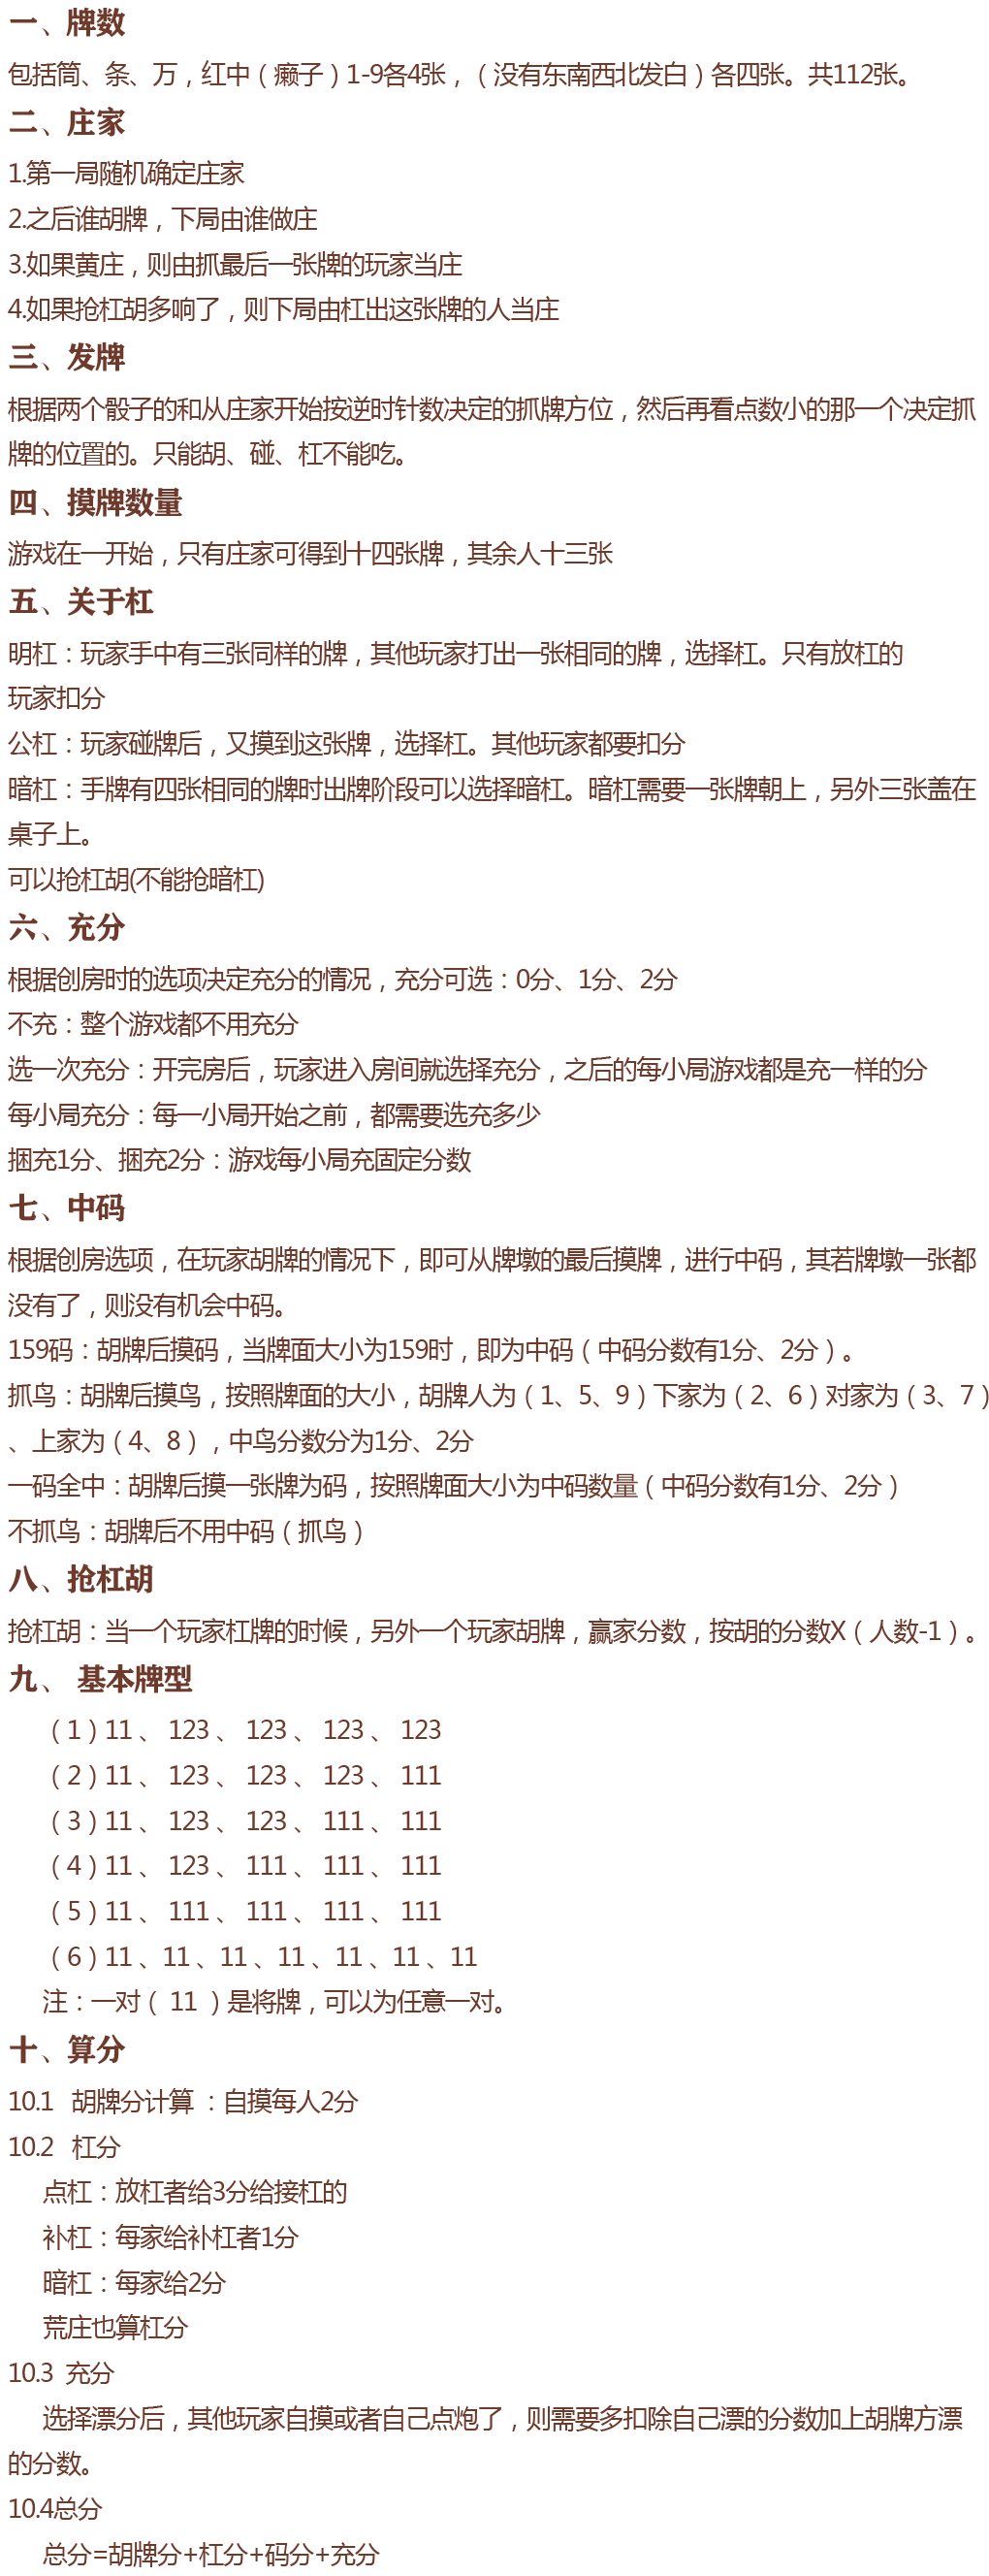 一、牌数
包括筒、条、万，红中（癞子）1-9各4张，（没有东南西北发白）各四张。共112张。
二、庄家
1.第一局随机确定庄家
2.之后谁胡牌，下局由谁做庄
3.如果黄庄，则由抓最后一张牌的玩家当庄
4.如果抢杠胡多响了，则下局由杠出这张牌的人当庄
三、发牌
根据两个骰子的和从庄家开始按逆时针数决定的抓牌方位，然后再看点数小的那一个决定抓
牌的位置的。只能胡、碰、杠不能吃。
四、摸牌数量
游戏在一开始，只有庄家可得到十四张牌，其余人十三张
五、关于杠
明杠：玩家手中有三张同样的牌，其他玩家打出一张相同的牌，选择杠。只有放杠的
玩家扣分
公杠：玩家碰牌后，又摸到这张牌，选择杠。其他玩家都要扣分
暗杠：手牌有四张相同的牌时出牌阶段可以选择暗杠。暗杠需要一张牌朝上，另外三张盖在
桌子上。
可以抢杠胡(不能抢暗杠)
六、充分
根据创房时的选项决定充分的情况，充分可选：0分、1分、2分
不充：整个游戏都不用充分
选一次充分：开完房后，玩家进入房间就选择充分，之后的每小局游戏都是充一样的分
每小局充分：每一小局开始之前，都需要选充多少
捆充1分、捆充2分：游戏每小局充固定分数
七、中码
根据创房选项，在玩家胡牌的情况下，即可从牌墩的最后摸牌，进行中码，其若牌墩一张都
没有了，则没有机会中码。
159码：胡牌后摸码，当牌面大小为159时，即为中码（中码分数有1分、2分）。
抓鸟：胡牌后摸鸟，按照牌面的大小，胡牌人为（1、5、9）下家为（2、6）对家为（3、7）
、上家为（4、8），中鸟分数分为1分、2分
一码全中：胡牌后摸一张牌为码，按照牌面大小为中码数量（中码分数有1分、2分）
不抓鸟：胡牌后不用中码（抓鸟）
八、抢杠胡
抢杠胡：当一个玩家杠牌的时候，另外一个玩家胡牌，赢家分数，按胡的分数X（人数-1）。
九、 基本牌型
（1）11 、 123 、 123 、 123 、 123
（2）11 、 123 、 123 、 123 、 111
（3）11 、 123 、 123 、 111 、 111
（4）11 、 123 、 111 、 111 、 111
（5）11 、 111 、 111 、 111 、 111
（6）11 、11 、11 、11 、11 、11 、11
注：一对（ 11 ）是将牌，可以为任意一对。
十、算分
10.1 胡牌分计算 ：自摸每人2分
10.2 杠分
点杠：放杠者给3分给接杠的
补杠：每家给补杠者1分
暗杠：每家给2分
荒庄也算杠分
10.3 充分
选择漂分后，其他玩家自摸或者自己点炮了，则需要多扣除自己漂的分数加上胡牌方漂
的分数。
10.4总分
总分=胡牌分+杠分+码分+充分